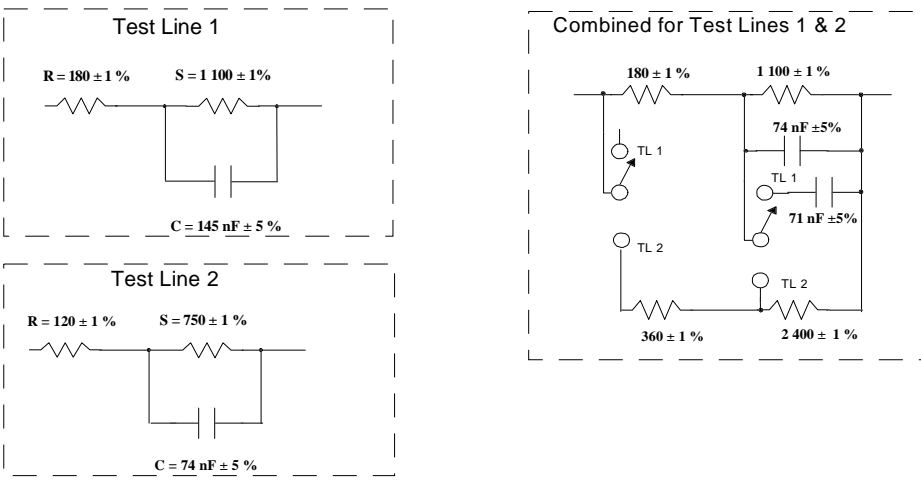 Test Line 1
R = 180 ± 1 %
S = 1 100 ± 1%
C = 145 nF ± 5 %
Test Line 2
R = 120 ± 1 %
S = 750 ± 1 %
C = 74 nF ± 5 %
Combined for Test Lines 1 & 2
180 ± 1 %
1 100 ± 1 %
74 nF ±5%
TL 1
TL 1
71 nF ±5%
TL 2
TL 2
360 ± 1 %
2 400 ± 1 %